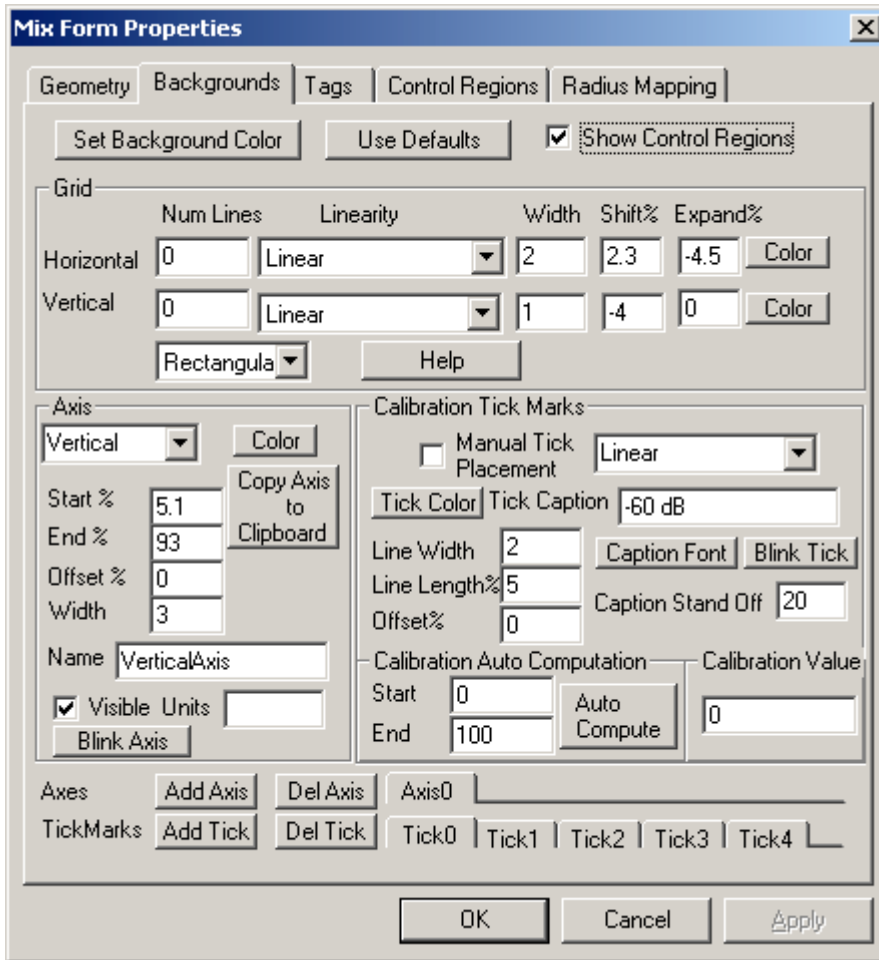 Mix Form Properties
Geometry Backgrounds Tags Control Regions Radius Mapping
Set Background Color Use Defaults Show Control Regions
Grid
Num Lines Linearity Width Shift% Expand%
Horizontal 0 Linear 2 2.3 -4.5 Color
Vertical 0 Linear 1 -4 0 Color
Rectangula Help
Axis
Vertical Color
Copy Axis to Clipboard
Start % 5.1
End % 93
Offset % 0
Width 3
Name VerticalAxis
Visible Units
Blink Axis
Calibration Tick Marks
Manual Tick Placement Linear
Tick Color Tick Caption -60 dB
Line Width 2 Caption Font Blink Tick
Line Length% 5
Caption Stand Off 20
Offset% 0
Calibration Auto Computation
Start 0
End 100
Auto Compute
Calibration Value
0
Axes Add Axis Del Axis Axis0
TickMarks Add Tick Del Tick Tick0 Tick1 Tick2 Tick3 Tick4
OK Cancel Apply